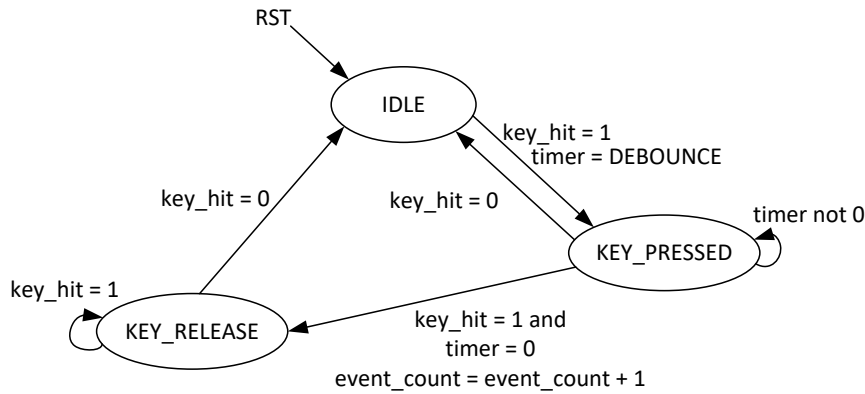 RST
IDLE
key_hit = 1
timer = DEBOUNCE
key_hit = 0
key_hit = 0
timer not 0
KEY_PRESSED
key_hit = 1
KEY_RELEASE
key_hit = 1 and
timer = 0
event_count = event_count + 1